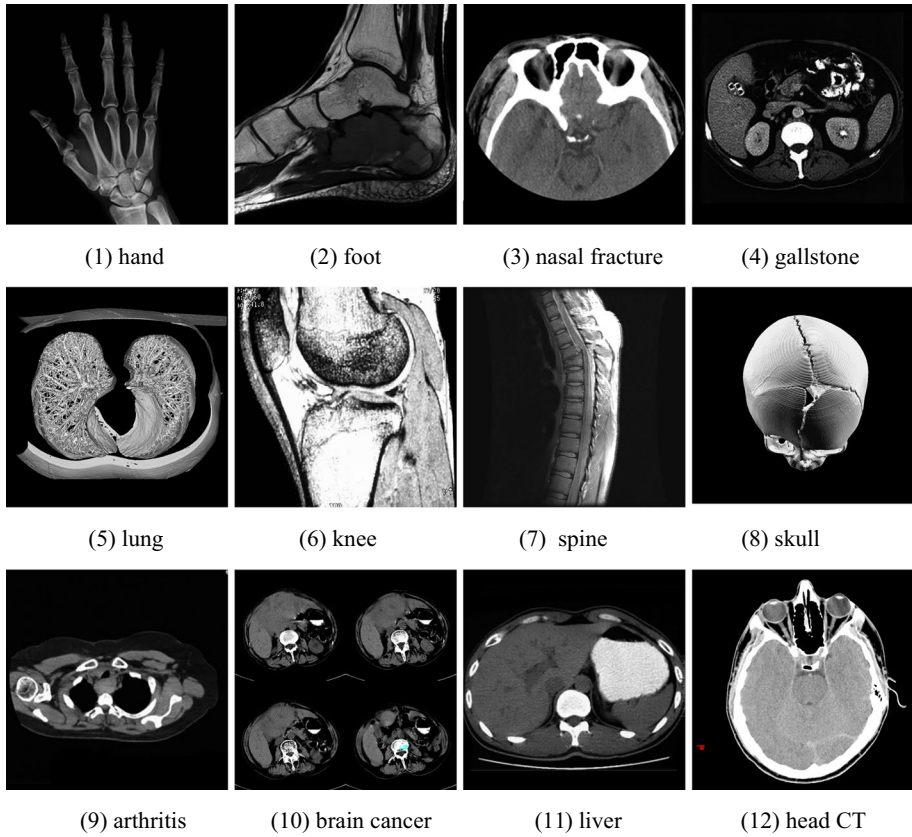 (1) hand
(2) foot
(3) nasal fracture
(4) gallstone
(5) lung
(6) knee
(7) spine
(8) skull
(9) arthritis
(10) brain cancer
(11) liver
(12) head CT